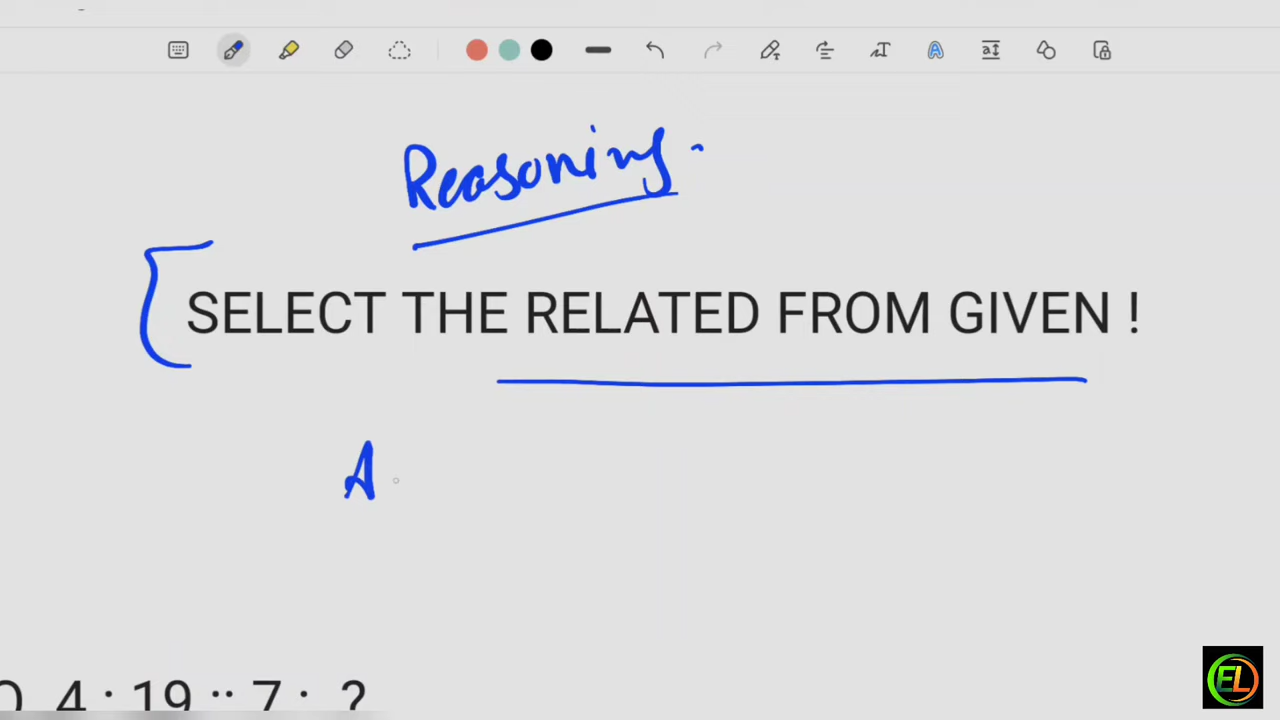 Reasoning.
SELECT THE RELATED FROM GIVEN !
A
4 : 19 :: 7 : ?
EL